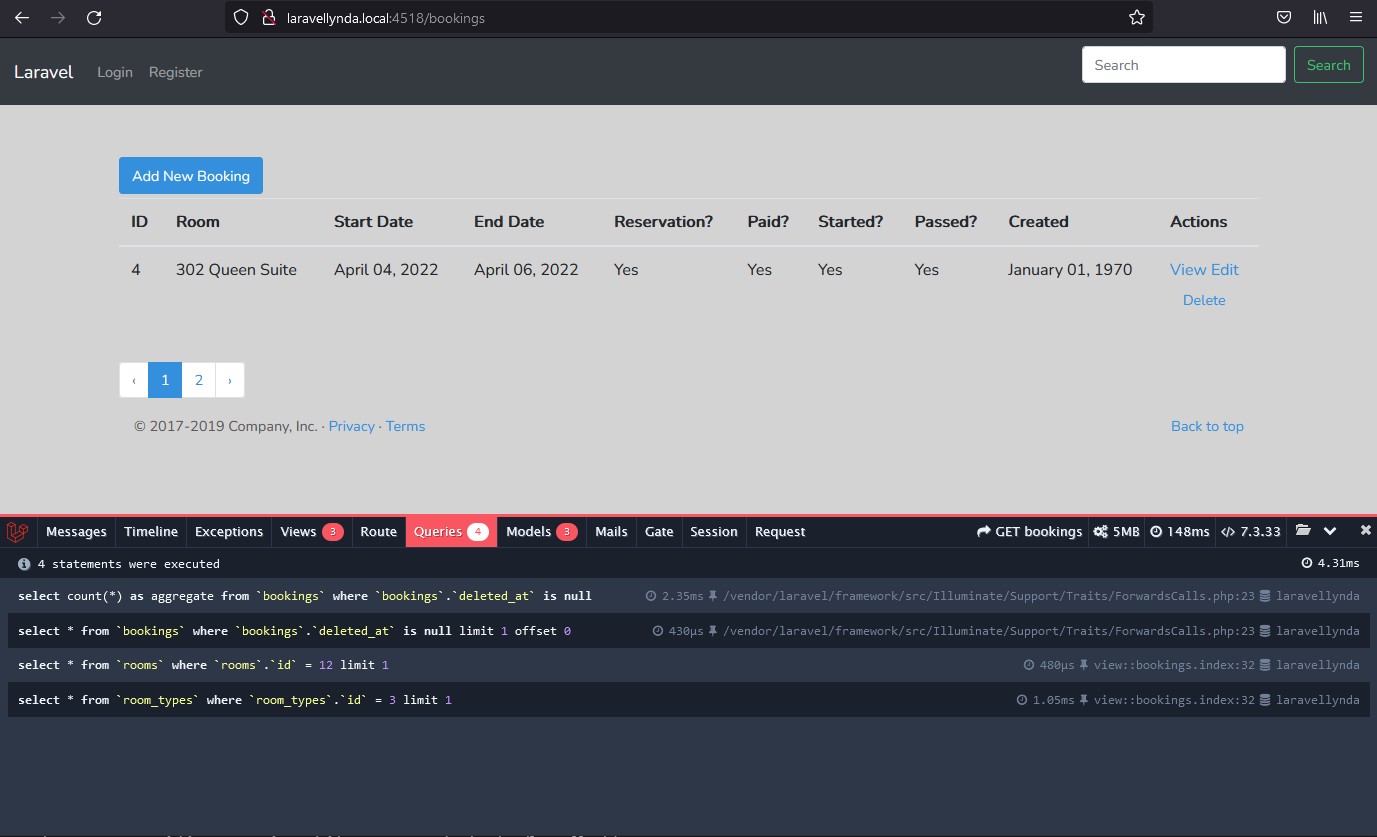 laravellynda.local:4518/bookings
Laravel Login Register Search Search
Add New Booking
ID Room Start Date End Date Reservation? Paid? Started? Passed? Created Actions
4 302 Queen Suite April 04, 2022 April 06, 2022 Yes Yes Yes Yes January 01, 1970 View Edit
Delete
‹ 1 2 ›
© 2017-2019 Company, Inc. · Privacy · Terms Back to top
Messages Timeline Exceptions Views 3 Route Queries 4 Models 3 Mails Gate Session Request GET bookings 5MB 148ms 7.3.33
4 statements were executed 4.31ms
select count(*) as aggregate from `bookings` where `bookings`.`deleted_at` is null 2.35ms /vendor/laravel/framework/src/Illuminate/Support/Traits/ForwardsCalls.php:23 laravellynda
select * from `bookings` where `bookings`.`deleted_at` is null limit 1 offset 0 430μs /vendor/laravel/framework/src/Illuminate/Support/Traits/ForwardsCalls.php:23 laravellynda
select * from `rooms` where `rooms`.`id` = 12 limit 1 480μs view::bookings.index:32 laravellynda
select * from `room_types` where `room_types`.`id` = 3 limit 1 1.05ms view::bookings.index:32 laravellynda